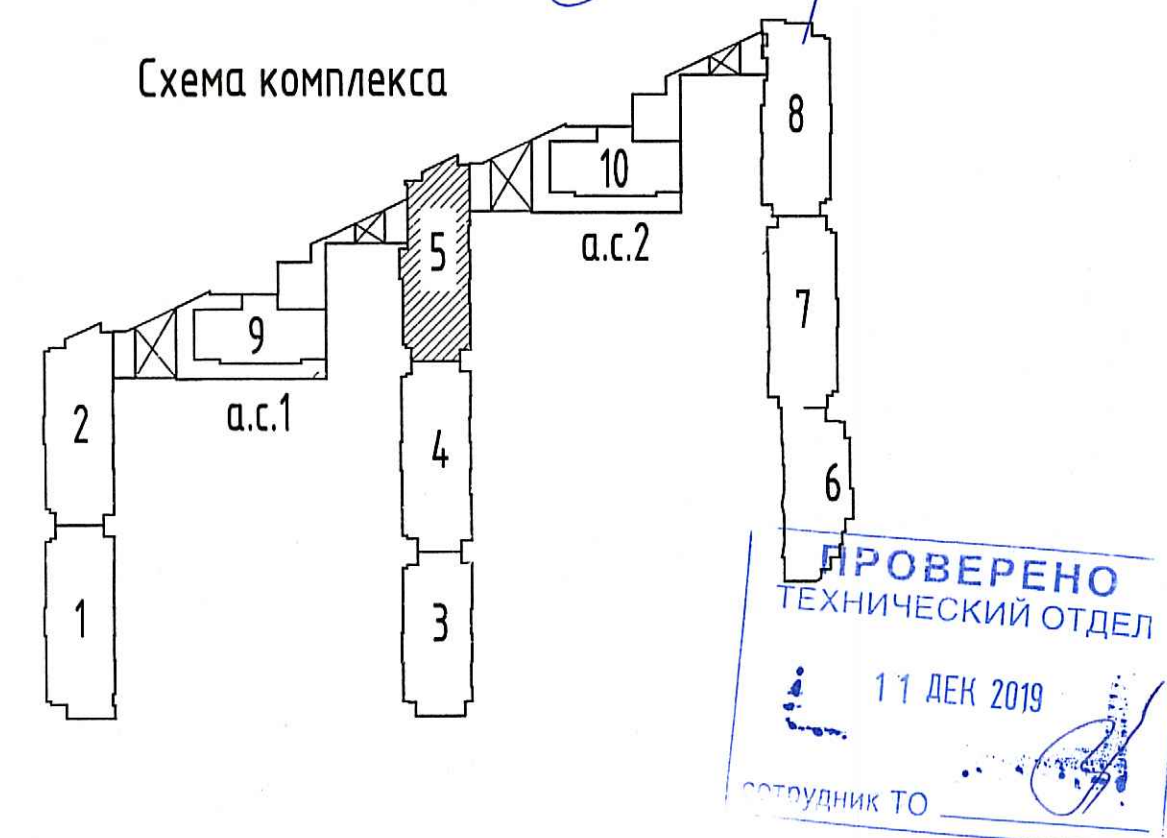 Схема комплекса
8
10
5
а.с.2
7
9
2
а.с.1
4
6
1
3
ПРОВЕРЕНО
ТЕХНИЧЕСКИЙ ОТДЕЛ
11 ДЕК 2019
сотрудник ТО